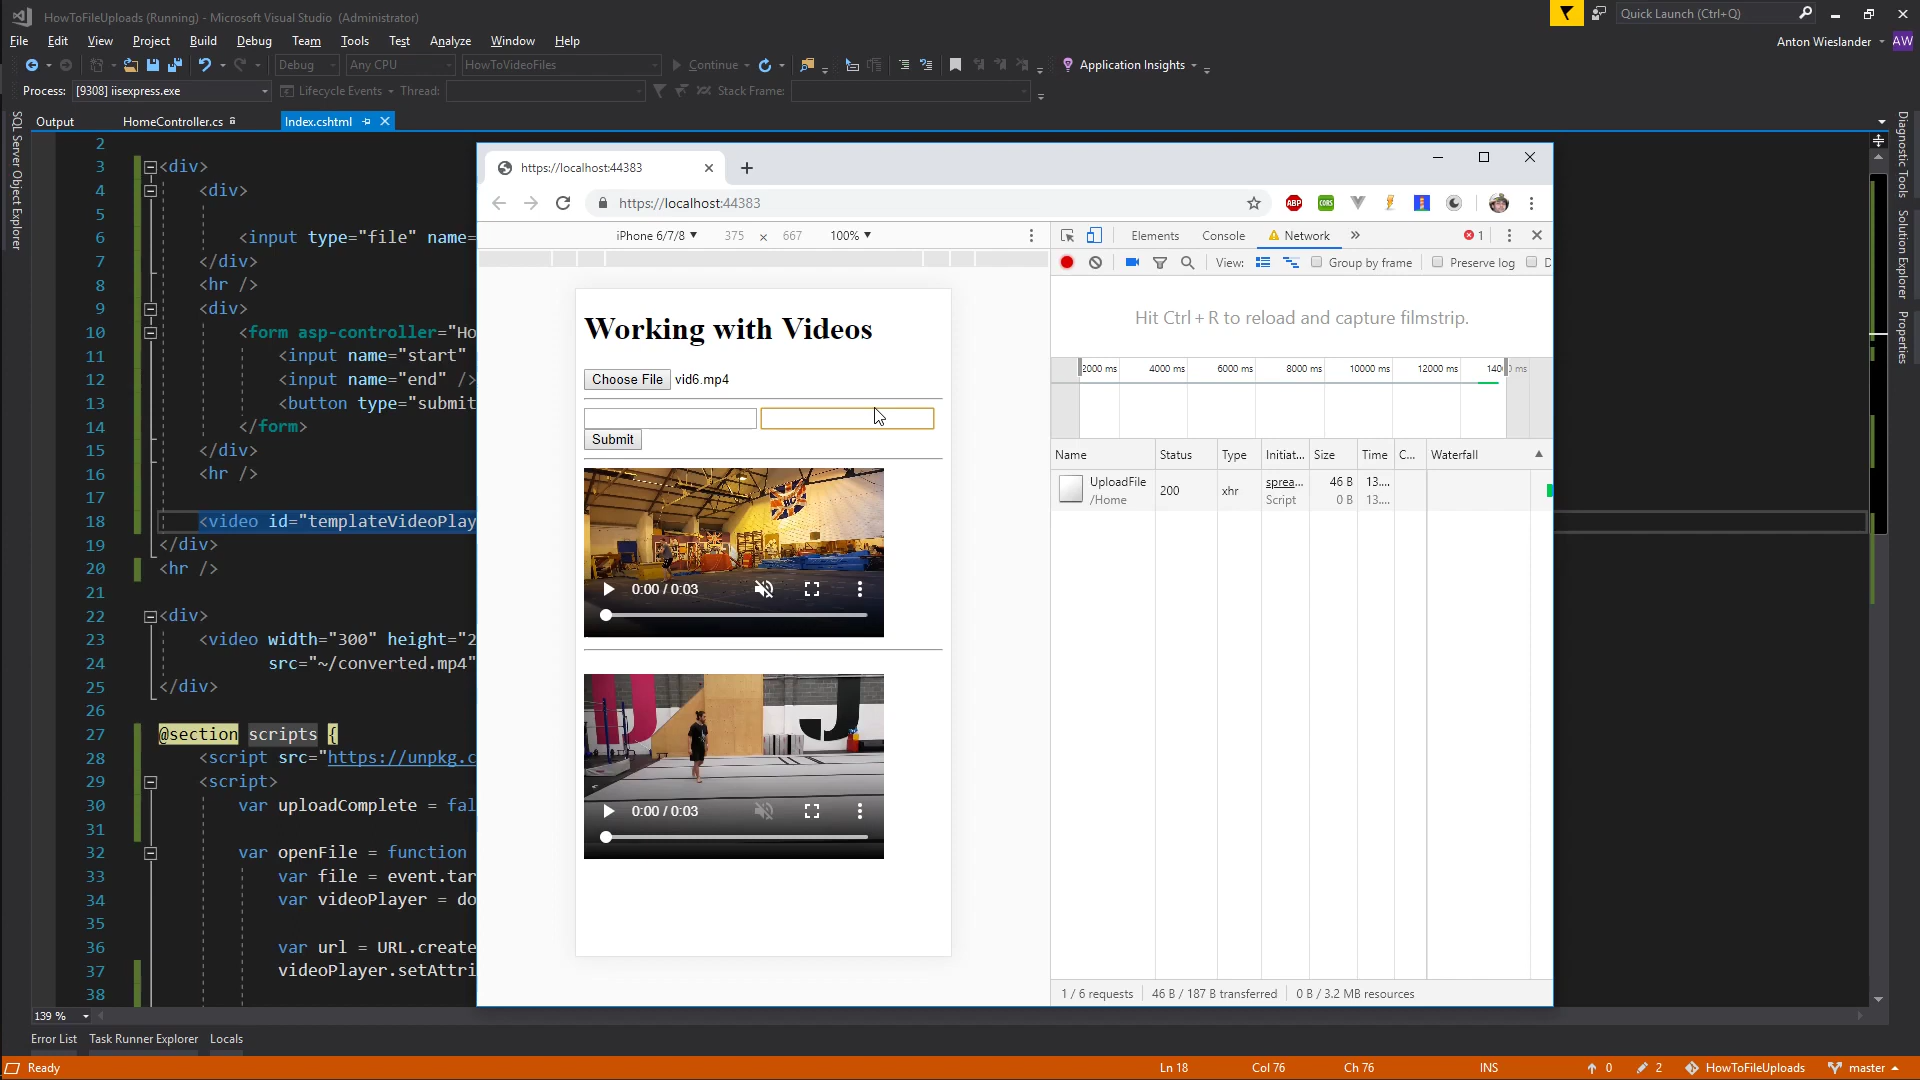 HowToFileUploads (Running) - Microsoft Visual Studio (Administrator)
Quick Launch (Ctrl+Q)
File Edit View Project Build Debug Team Tools Test Analyze Window Help
Anton Wieslander AW
Debug Any CPU HowToVideoFiles Continue Application Insights
Process: [9308] iisexpress.exe Lifecycle Events Thread: Stack Frame:
SQL Server Object Explorer
Output HomeController.cs Index.cshtml
Diagnostic Tools
Solution Explorer
Properties
2
3 <div>
4 <div>
5
6 <input type="file" name=
7 </div>
8 <hr />
9 <div>
10 <form asp-controller="Ho
11 <input name="start"
12 <input name="end" />
13 <button type="submit
14 </form>
15 </div>
16 <hr />
17
18 <video id="templateVideoPlay
19 </div>
20 <hr />
21
22 <div>
23 <video width="300" height="2
24 src="~/converted.mp4"
25 </div>
26
27 @section scripts {
28 <script src="https://unpkg.c
29 <script>
30 var uploadComplete = fal
31
32 var openFile = function
33 var file = event.tar
34 var videoPlayer = do
35
36 var url = URL.create
37 videoPlayer.setAttri
38
139 %
https://localhost:44383
https://localhost:44383
ABP CORS
iPhone 6/7/8 375 x 667 100%
Working with Videos
Choose File vid6.mp4
Submit
0:00 / 0:03
0:00 / 0:03
Elements Console Network » 1
View: Group by frame Preserve log D
Hit Ctrl + R to reload and capture filmstrip.
2000 ms 4000 ms 6000 ms 8000 ms 10000 ms 12000 ms 140 ms
Name Status Type Initiat... Size Time C... Waterfall
UploadFile 200 xhr sprea... 46 B 13....
/Home Script 0 B 13....
1 / 6 requests 46 B / 187 B transferred 0 B / 3.2 MB resources
Error List Task Runner Explorer Locals
Ready Ln 18 Col 76 Ch 76 INS 0 2 HowToFileUploads master